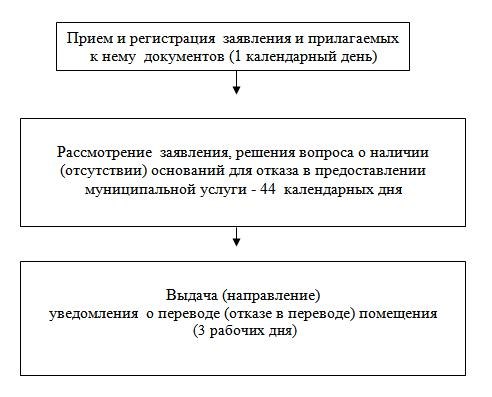 Прием и регистрация заявления и прилагаемых
к нему документов (1 календарный день)
Рассмотрение заявления, решения вопроса о наличии
(отсутствии) оснований для отказа в предоставлении
муниципальной услуги - 44 календарных дня
Выдача (направление)
уведомления о переводе (отказе в переводе) помещения
(3 рабочих дня)